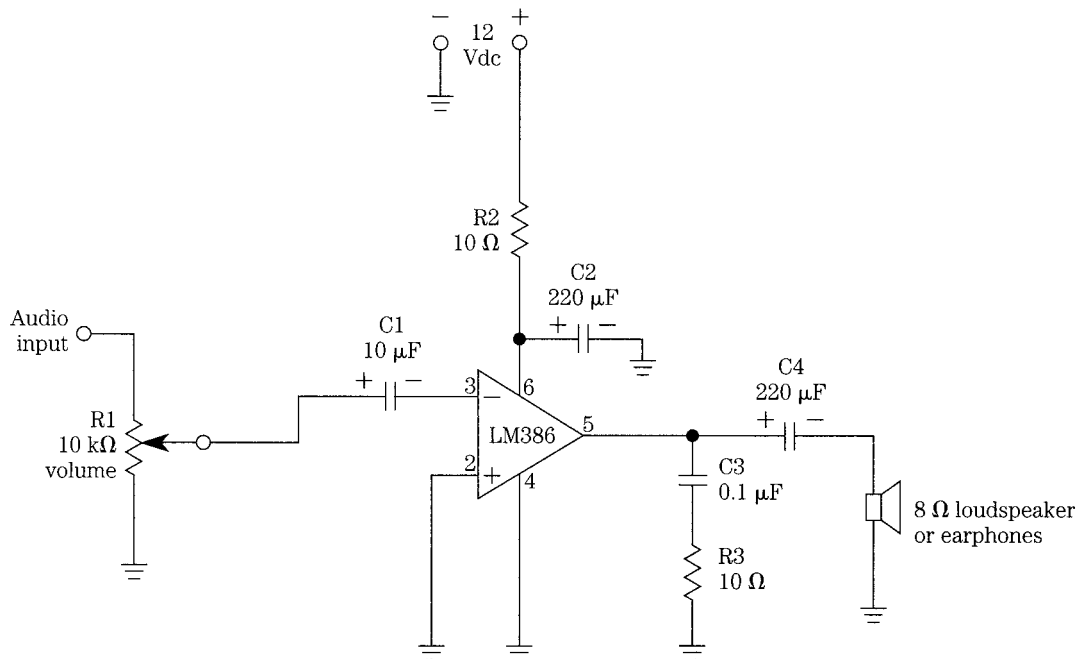 − +
12
Vdc
R2
10 Ω
C2
220 µF
+ −
Audio
input
C1
10 µF
+ −
R1
10 kΩ
volume
3
−
6
LM386
5
2
+
4
C4
220 µF
+ −
C3
0.1 µF
R3
10 Ω
8 Ω loudspeaker
or earphones